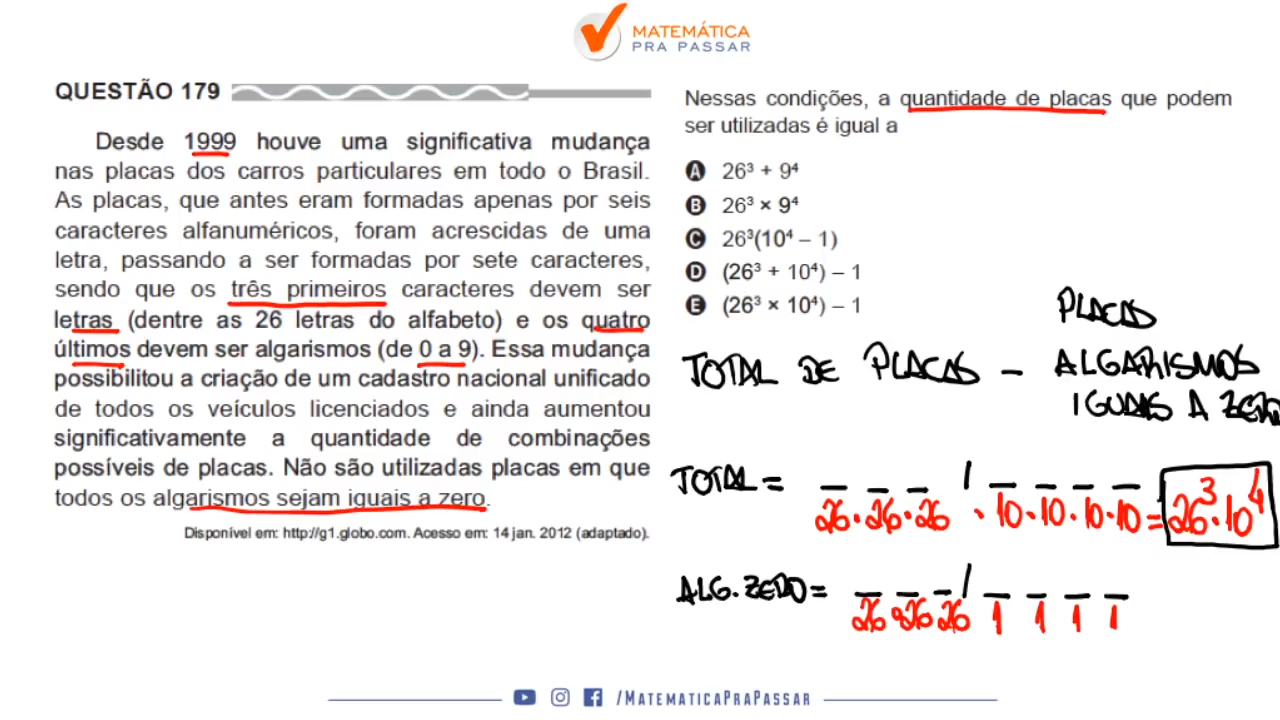 MATEMÁTICA
PRA PASSAR
QUESTÃO 179
Desde 1999 houve uma significativa mudança
nas placas dos carros particulares em todo o Brasil.
As placas, que antes eram formadas apenas por seis
caracteres alfanuméricos, foram acrescidas de uma
letra, passando a ser formadas por sete caracteres,
sendo que os três primeiros caracteres devem ser
letras (dentre as 26 letras do alfabeto) e os quatro
últimos devem ser algarismos (de 0 a 9). Essa mudança
possibilitou a criação de um cadastro nacional unificado
de todos os veículos licenciados e ainda aumentou
significativamente a quantidade de combinações
possíveis de placas. Não são utilizadas placas em que
todos os algarismos sejam iguais a zero.
Disponível em: http://g1.globo.com. Acesso em: 14 jan. 2012 (adaptado).
Nessas condições, a quantidade de placas que podem
ser utilizadas é igual a
A 26³ + 9⁴
B 26³ × 9⁴
C 26³(10⁴ – 1)
D (26³ + 10⁴) – 1
E (26³ × 10⁴) – 1
PLACAS
TOTAL DE PLACAS – ALGARISMOS
IGUAIS A ZERO
TOTAL = _ _ _ / _ _ _ _
26 · 26 · 26 · 10 · 10 · 10 · 10 = 26³ · 10⁴
ALG. ZERO = _ _ _ / _ _ _ _
26 · 26 26 1 1 1 1
/MATEMATICAPRAPASSAR